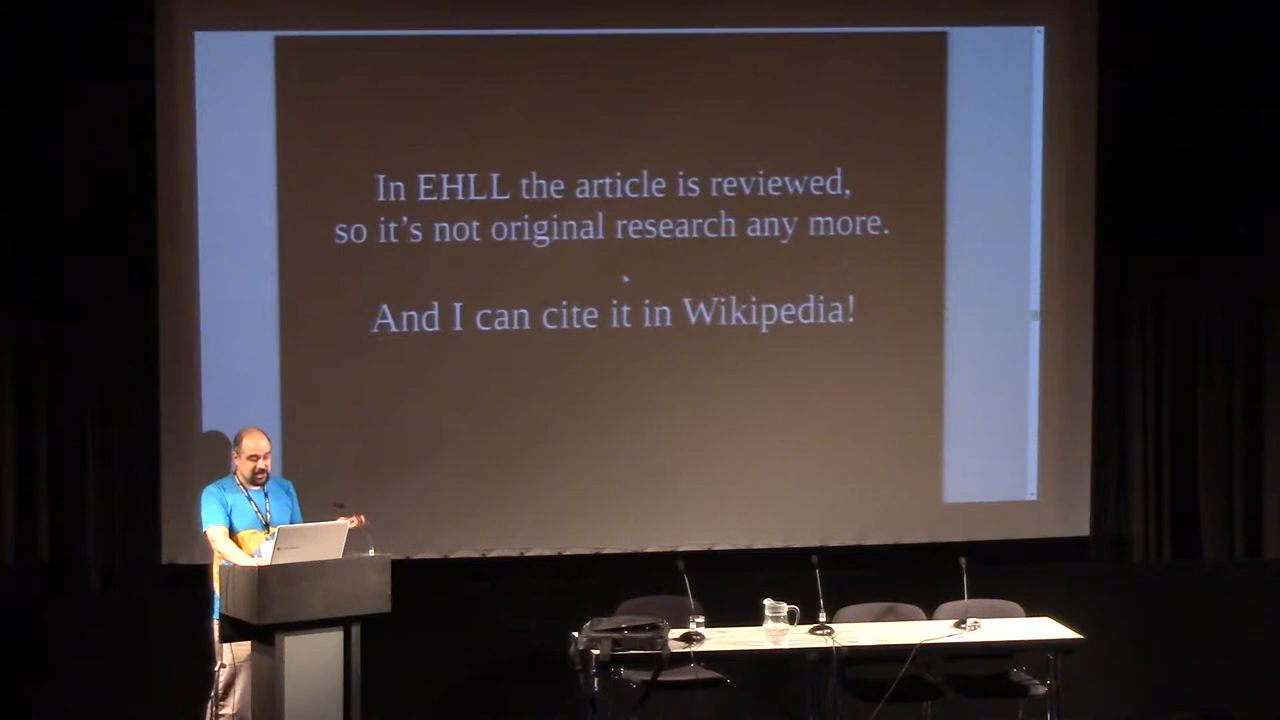 In EHLL the article is reviewed,
so it’s not original research any more.
And I can cite it in Wikipedia!